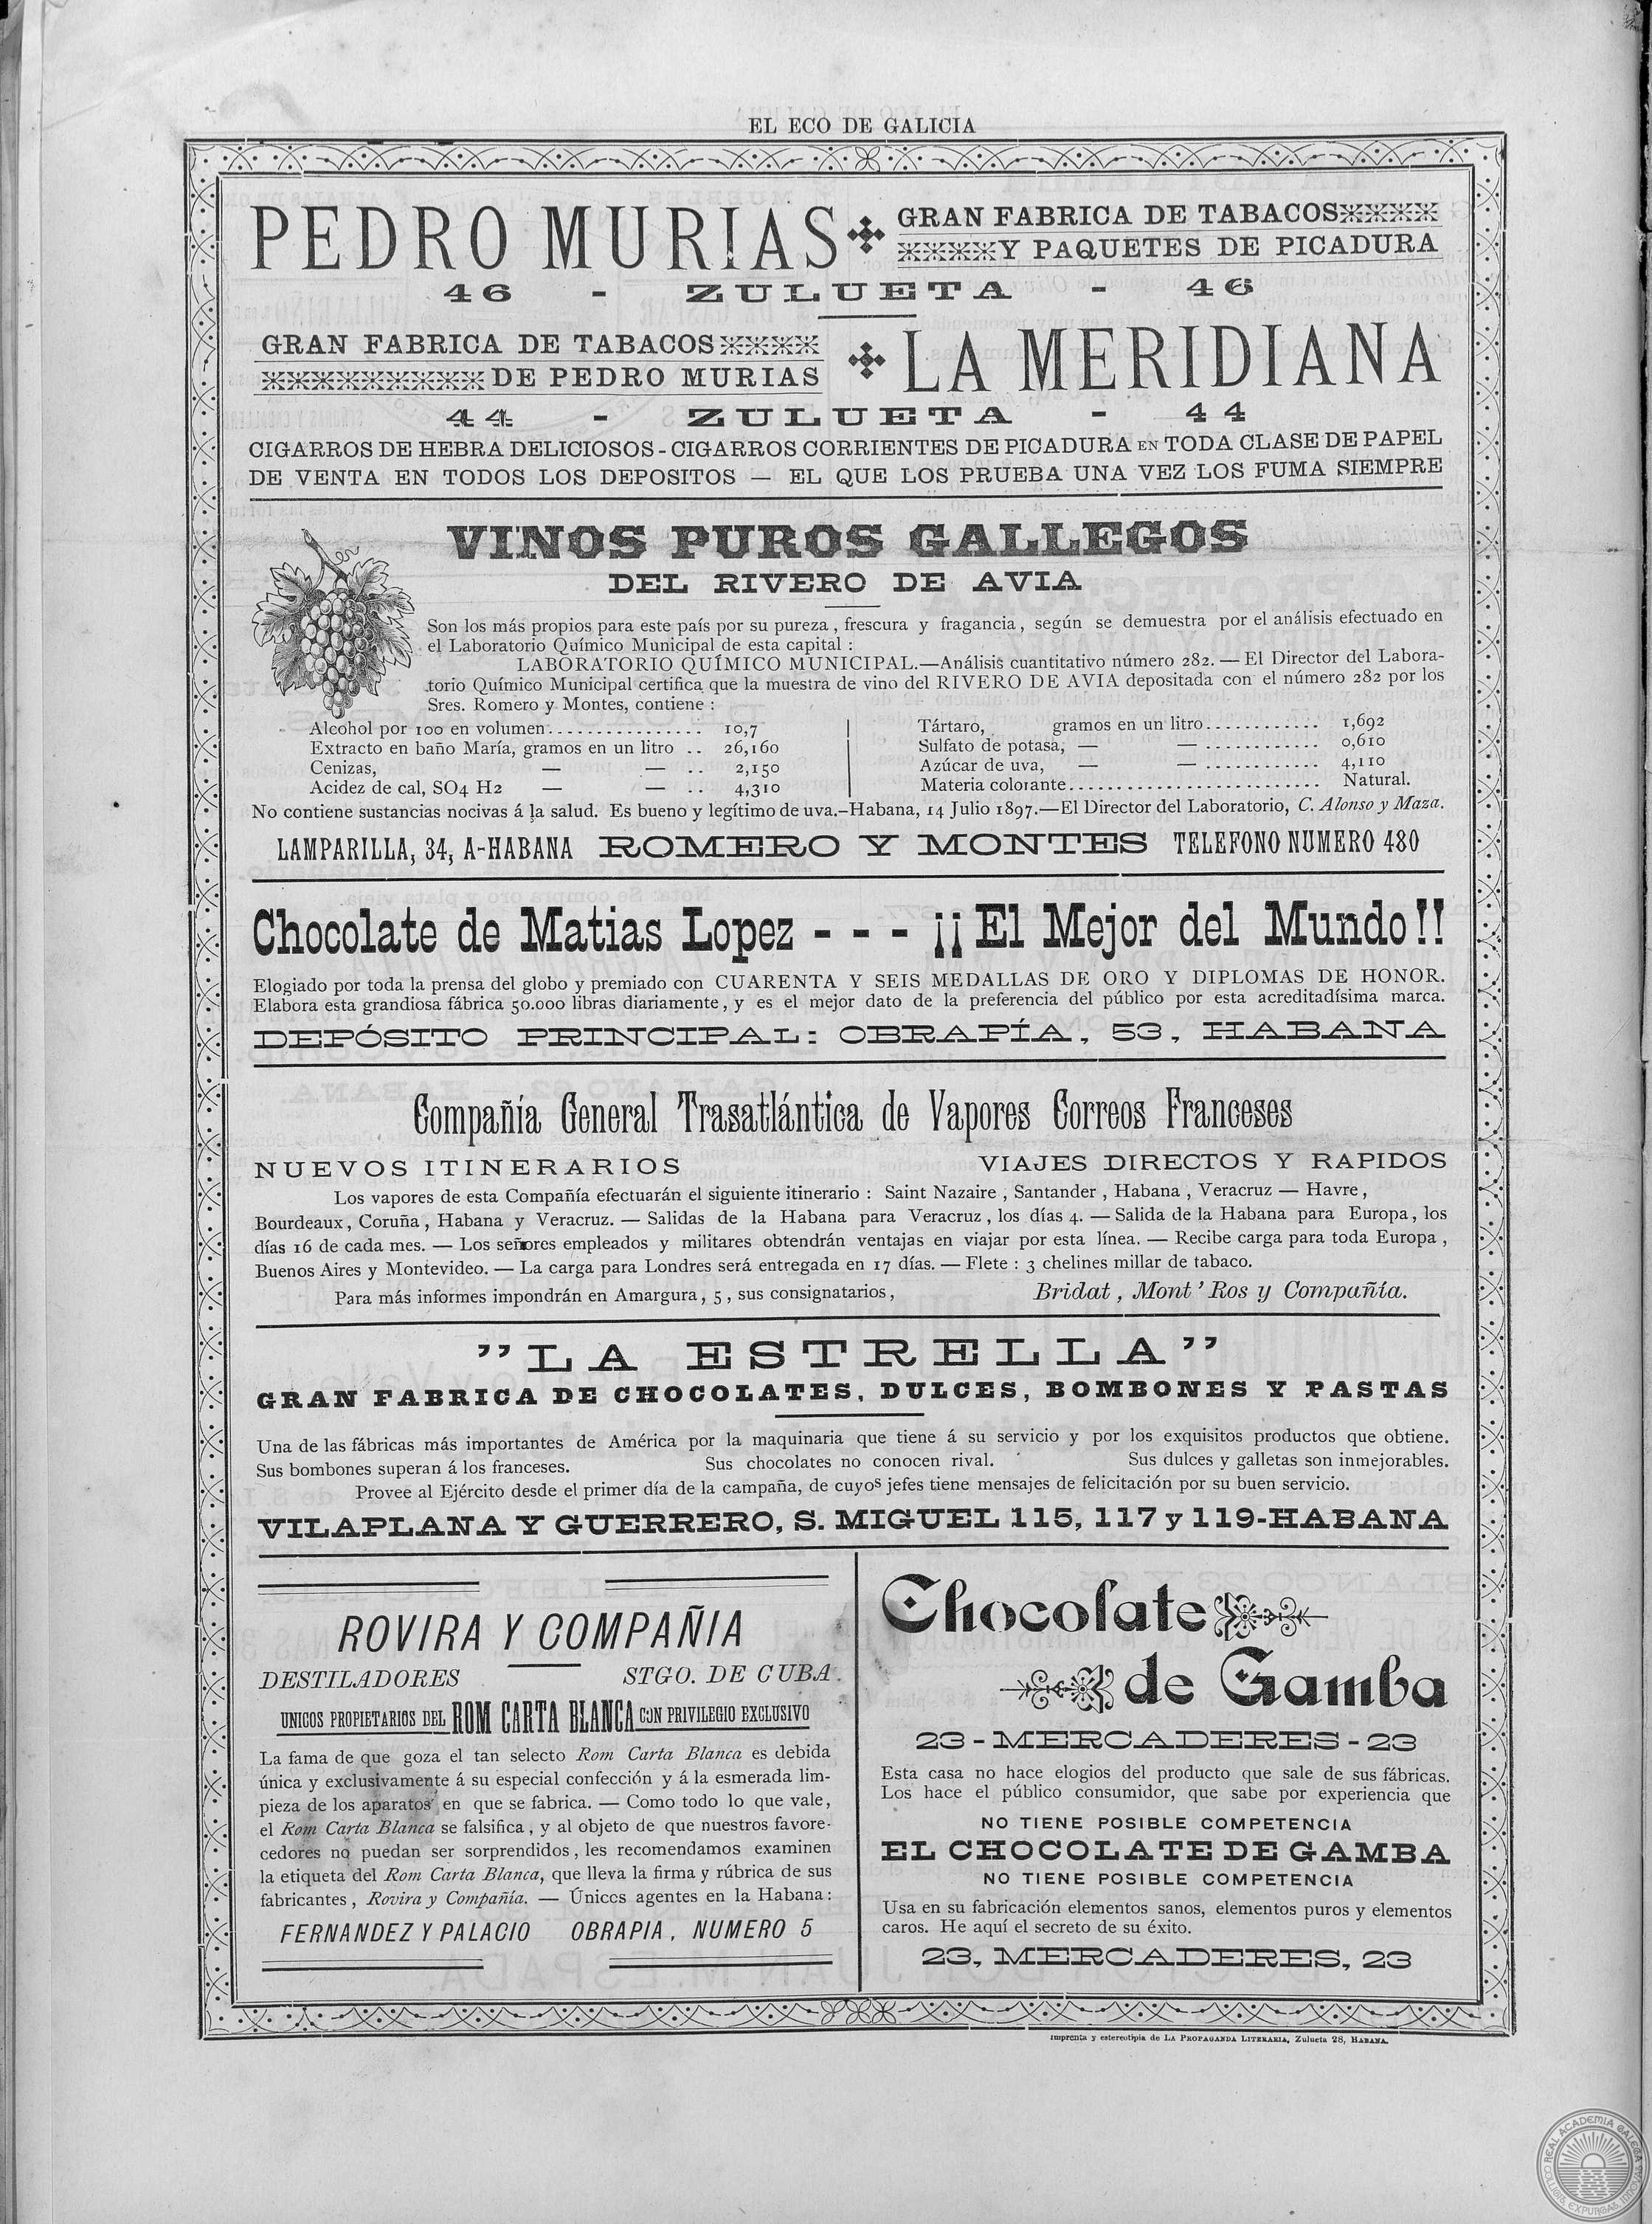 EL ECO DE GALICIA
PEDRO MURIAS
GRAN FABRICA DE TABACOS
Y PAQUETES DE PICADURA
46 - ZULUETA - 46
GRAN FABRICA DE TABACOS
DE PEDRO MURIAS
LA MERIDIANA
44 - ZULUETA - 44
CIGARROS DE HEBRA DELICIOSOS - CIGARROS CORRIENTES DE PICADURA EN TODA CLASE DE PAPEL
DE VENTA EN TODOS LOS DEPOSITOS — EL QUE LOS PRUEBA UNA VEZ LOS FUMA SIEMPRE
VINOS PUROS GALLEGOS
DEL RIVERO DE AVIA
Son los más propios para este país por su pureza, frescura y fragancia, según se demuestra por el análisis efectuado en
el Laboratorio Químico Municipal de esta capital:
LABORATORIO QUÍMICO MUNICIPAL.—Análisis cuantitativo número 282. — El Director del Labora-
torio Químico Municipal certifica que la muestra de vino del RIVERO DE AVIA depositada con el número 282 por los
Sres. Romero y Montes, contiene:
Alcohol por 100 en volumen................ 10,7
Extracto en baño María, gramos en un litro .. 26,160
Cenizas, — — .. 2,150
Acidez de cal, SO4 H2 — — .. 4,310
Tártaro, gramos en un litro............ 1,692
Sulfato de potasa, — — ............ 0,610
Azúcar de uva, — — ............ 4,110
Materia colorante.......................... Natural.
No contiene sustancias nocivas á la salud. Es bueno y legítimo de uva.—Habana, 14 Julio 1897.—El Director del Laboratorio, C. Alonso y Maza.
LAMPARILLA, 34, A-HABANA ROMERO Y MONTES TELEFONO NUMERO 480
Chocolate de Matias Lopez - - - ¡¡El Mejor del Mundo!!
Elogiado por toda la prensa del globo y premiado con CUARENTA Y SEIS MEDALLAS DE ORO Y DIPLOMAS DE HONOR.
Elabora esta grandiosa fábrica 50.000 libras diariamente, y es el mejor dato de la preferencia del público por esta acreditadísima marca.
DEPÓSITO PRINCIPAL: OBRAPÍA, 53, HABANA
Compañía General Trasatlántica de Vapores Correos Franceses
NUEVOS ITINERARIOS VIAJES DIRECTOS Y RAPIDOS
Los vapores de esta Compañía efectuarán el siguiente itinerario: Saint Nazaire, Santander, Habana, Veracruz — Havre,
Bourdeaux, Coruña, Habana y Veracruz. — Salidas de la Habana para Veracruz, los días 4. — Salida de la Habana para Europa, los
días 16 de cada mes. — Los señores empleados y militares obtendrán ventajas en viajar por esta línea. — Recibe carga para toda Europa,
Buenos Aires y Montevideo. — La carga para Londres será entregada en 17 días. — Flete: 3 chelines millar de tabaco.
Para más informes impondrán en Amargura, 5, sus consignatarios, Bridat, Mont' Ros y Compañía.
"LA ESTRELLA"
GRAN FABRICA DE CHOCOLATES, DULCES, BOMBONES Y PASTAS
Una de las fábricas más importantes de América por la maquinaria que tiene á su servicio y por los exquisitos productos que obtiene.
Sus bombones superan á los franceses. Sus chocolates no conocen rival. Sus dulces y galletas son inmejorables.
Provee al Ejército desde el primer día de la campaña, de cuyos jefes tiene mensajes de felicitación por su buen servicio.
VILAPLANA Y GUERRERO, S. MIGUEL 115, 117 y 119-HABANA
ROVIRA Y COMPAÑIA
DESTILADORES STGO. DE CUBA.
UNICOS PROPIETARIOS DEL ROM CARTA BLANCA CON PRIVILEGIO EXCLUSIVO
La fama de que goza el tan selecto Rom Carta Blanca es debida
única y exclusivamente á su especial confección y á la esmerada lim-
pieza de los aparatos en que se fabrica. — Como todo lo que vale,
el Rom Carta Blanca se falsifica, y al objeto de que nuestros favore-
cedores no puedan ser sorprendidos, les recomendamos examinen
la etiqueta del Rom Carta Blanca, que lleva la firma y rúbrica de sus
fabricantes, Rovira y Compañía. — Únicos agentes en la Habana:
FERNANDEZ Y PALACIO OBRAPIA, NUMERO 5
Chocolate
de Gamba
23 - MERCADERES - 23
Esta casa no hace elogios del producto que sale de sus fábricas.
Los hace el público consumidor, que sabe por experiencia que
NO TIENE POSIBLE COMPETENCIA
EL CHOCOLATE DE GAMBA
NO TIENE POSIBLE COMPETENCIA
Usa en su fabricación elementos sanos, elementos puros y elementos
caros. He aquí el secreto de su éxito.
23, MERCADERES, 23
Imprenta y estereotipia de LA PROPAGANDA LITERARIA, Zulueta 28, HABANA.
REAL ACADEMIA GALEGA